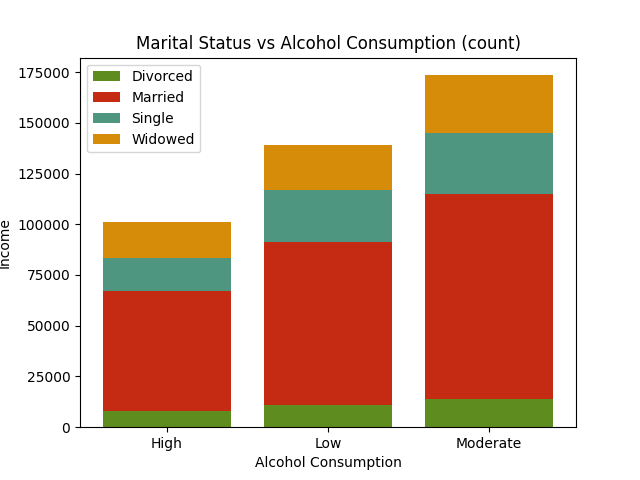 Marital Status vs Alcohol Consumption (count)
175000
150000
125000
100000
75000
50000
25000
0
Income
Divorced
Married
Single
Widowed
High
Low
Moderate
Alcohol Consumption